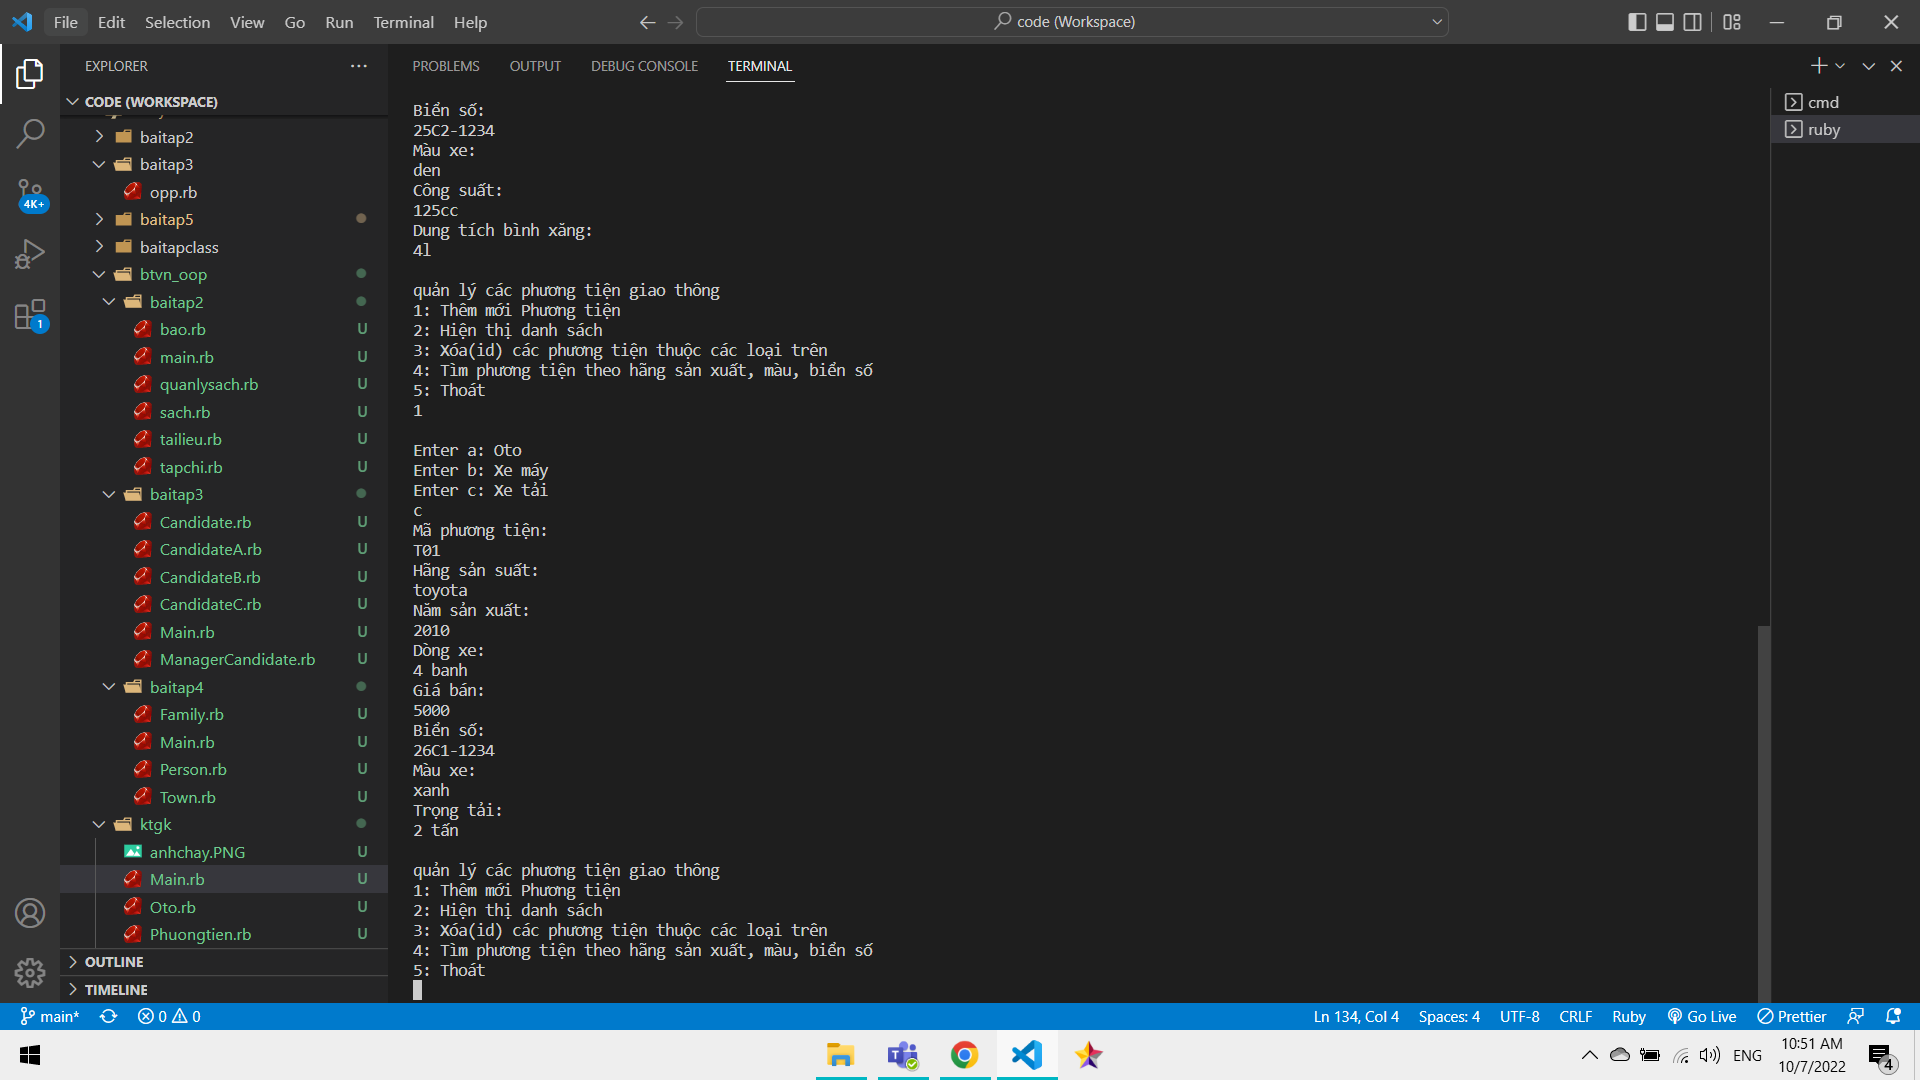 File Edit Selection View Go Run Terminal Help
code (Workspace)
EXPLORER
CODE (WORKSPACE)
baitap2
baitap3
opp.rb
baitap5
baitapclass
btvn_oop
baitap2
bao.rb U
main.rb U
quanlysach.rb U
sach.rb U
tailieu.rb U
tapchi.rb U
baitap3
Candidate.rb U
CandidateA.rb U
CandidateB.rb U
CandidateC.rb U
Main.rb U
ManagerCandidate.rb U
baitap4
Family.rb U
Main.rb U
Person.rb U
Town.rb U
ktgk
anhchay.PNG U
Main.rb U
Oto.rb U
Phuongtien.rb U
OUTLINE
TIMELINE
4K+
1
PROBLEMS OUTPUT DEBUG CONSOLE TERMINAL
Biển số:
25C2-1234
Màu xe:
den
Công suất:
125cc
Dung tích bình xăng:
4l
quản lý các phương tiện giao thông
1: Thêm mới Phương tiện
2: Hiện thị danh sách
3: Xóa(id) các phương tiện thuộc các loại trên
4: Tìm phương tiện theo hãng sản xuất, màu, biển số
5: Thoát
1
Enter a: Oto
Enter b: Xe máy
Enter c: Xe tải
c
Mã phương tiện:
T01
Hãng sản suất:
toyota
Năm sản xuất:
2010
Dòng xe:
4 banh
Giá bán:
5000
Biển số:
26C1-1234
Màu xe:
xanh
Trọng tải:
2 tấn
quản lý các phương tiện giao thông
1: Thêm mới Phương tiện
2: Hiện thị danh sách
3: Xóa(id) các phương tiện thuộc các loại trên
4: Tìm phương tiện theo hãng sản xuất, màu, biển số
5: Thoát
cmd
ruby
main* 0 0 Ln 134, Col 4 Spaces: 4 UTF-8 CRLF Ruby Go Live Prettier
ENG
10:51 AM
10/7/2022
4